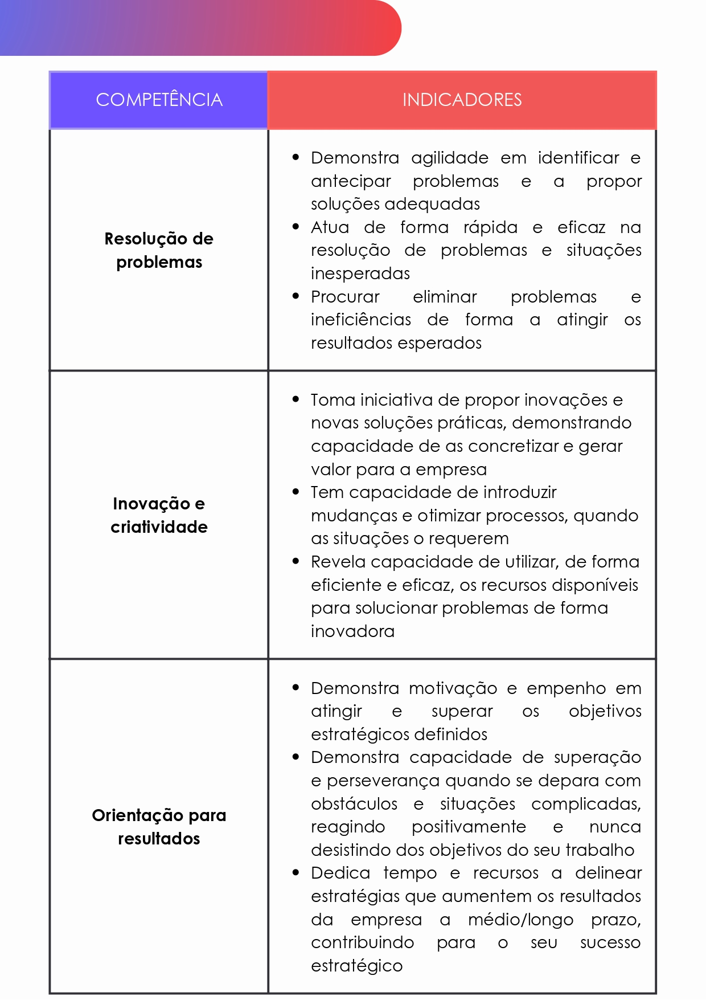 COMPETÊNCIA
INDICADORES
Resolução de
problemas
• Demonstra agilidade em identificar e
antecipar problemas e a propor
soluções adequadas
• Atua de forma rápida e eficaz na
resolução de problemas e situações
inesperadas
• Procurar eliminar problemas e
ineficiências de forma a atingir os
resultados esperados
Inovação e
criatividade
• Toma iniciativa de propor inovações e
novas soluções práticas, demonstrando
capacidade de as concretizar e gerar
valor para a empresa
• Tem capacidade de introduzir
mudanças e otimizar processos, quando
as situações o requerem
• Revela capacidade de utilizar, de forma
eficiente e eficaz, os recursos disponíveis
para solucionar problemas de forma
inovadora
Orientação para
resultados
• Demonstra motivação e empenho em
atingir e superar os objetivos
estratégicos definidos
• Demonstra capacidade de superação
e perseverança quando se depara com
obstáculos e situações complicadas,
reagindo positivamente e nunca
desistindo dos objetivos do seu trabalho
• Dedica tempo e recursos a delinear
estratégias que aumentem os resultados
da empresa a médio/longo prazo,
contribuindo para o seu sucesso
estratégico